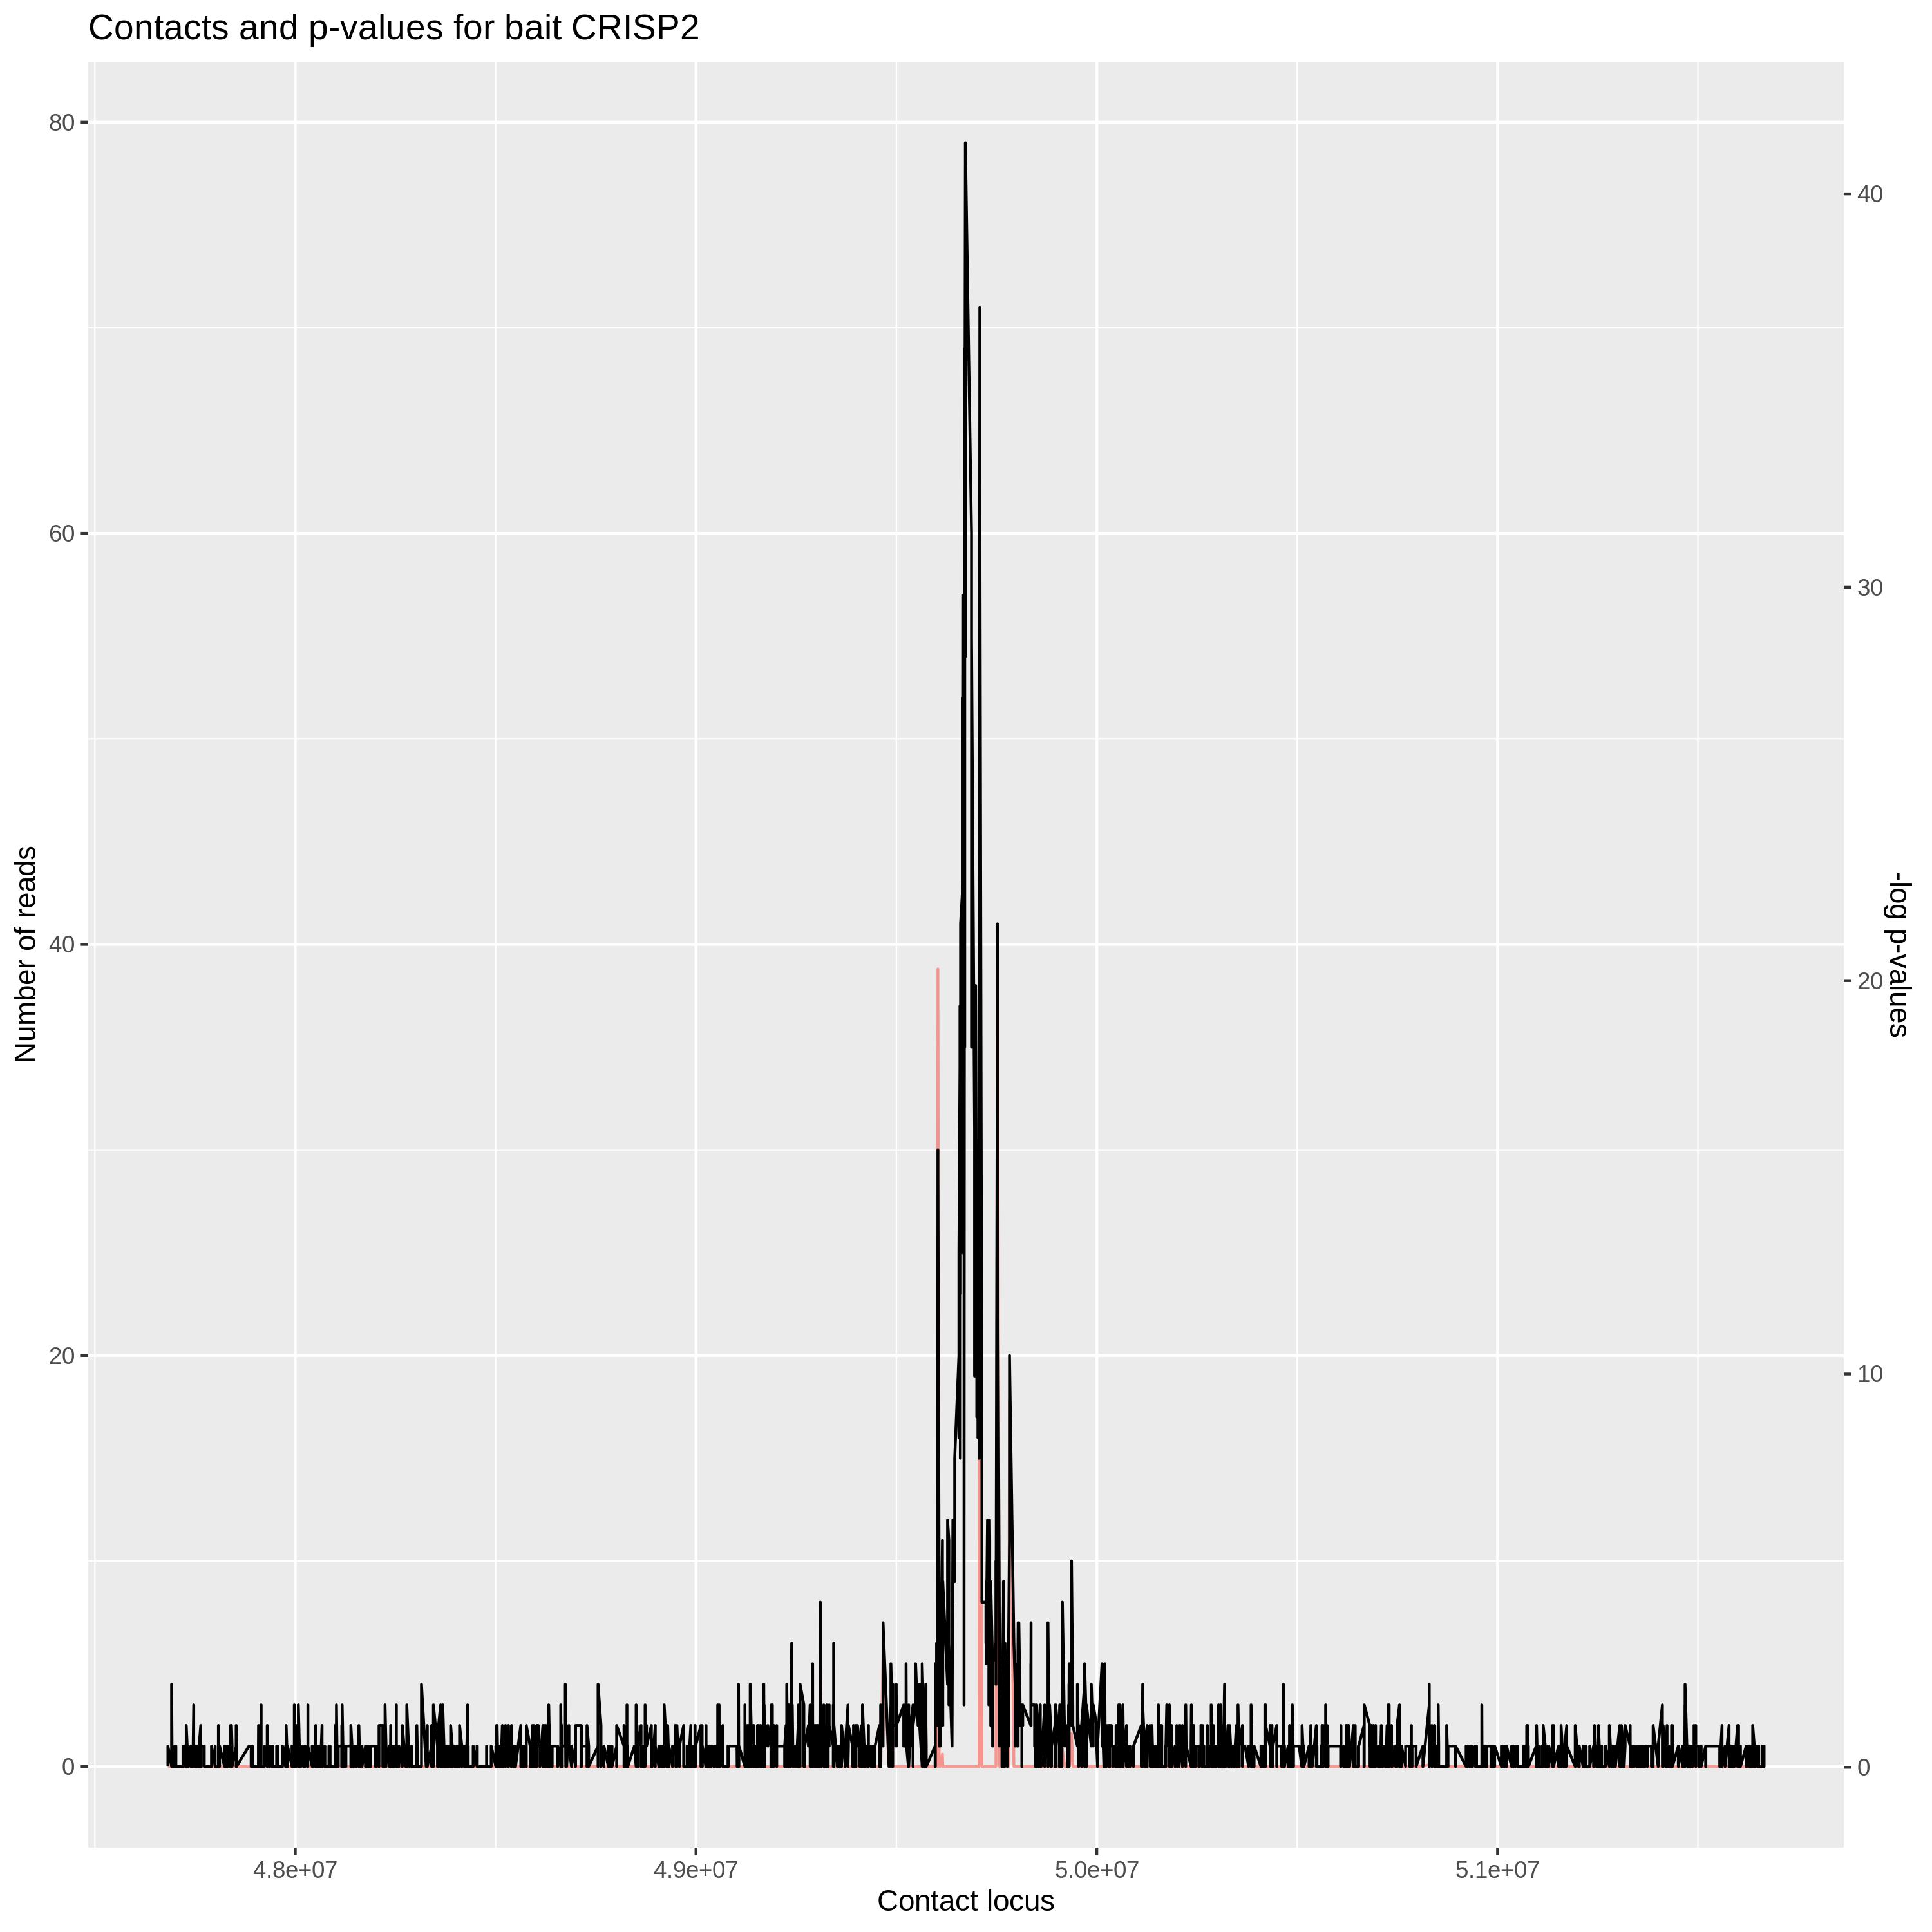 Contacts and p-values for bait CRISP2
80
60
40
20
0
Number of reads
40
30
20
10
0
-log p-values
4.8e+07
4.9e+07
5.0e+07
5.1e+07
Contact locus